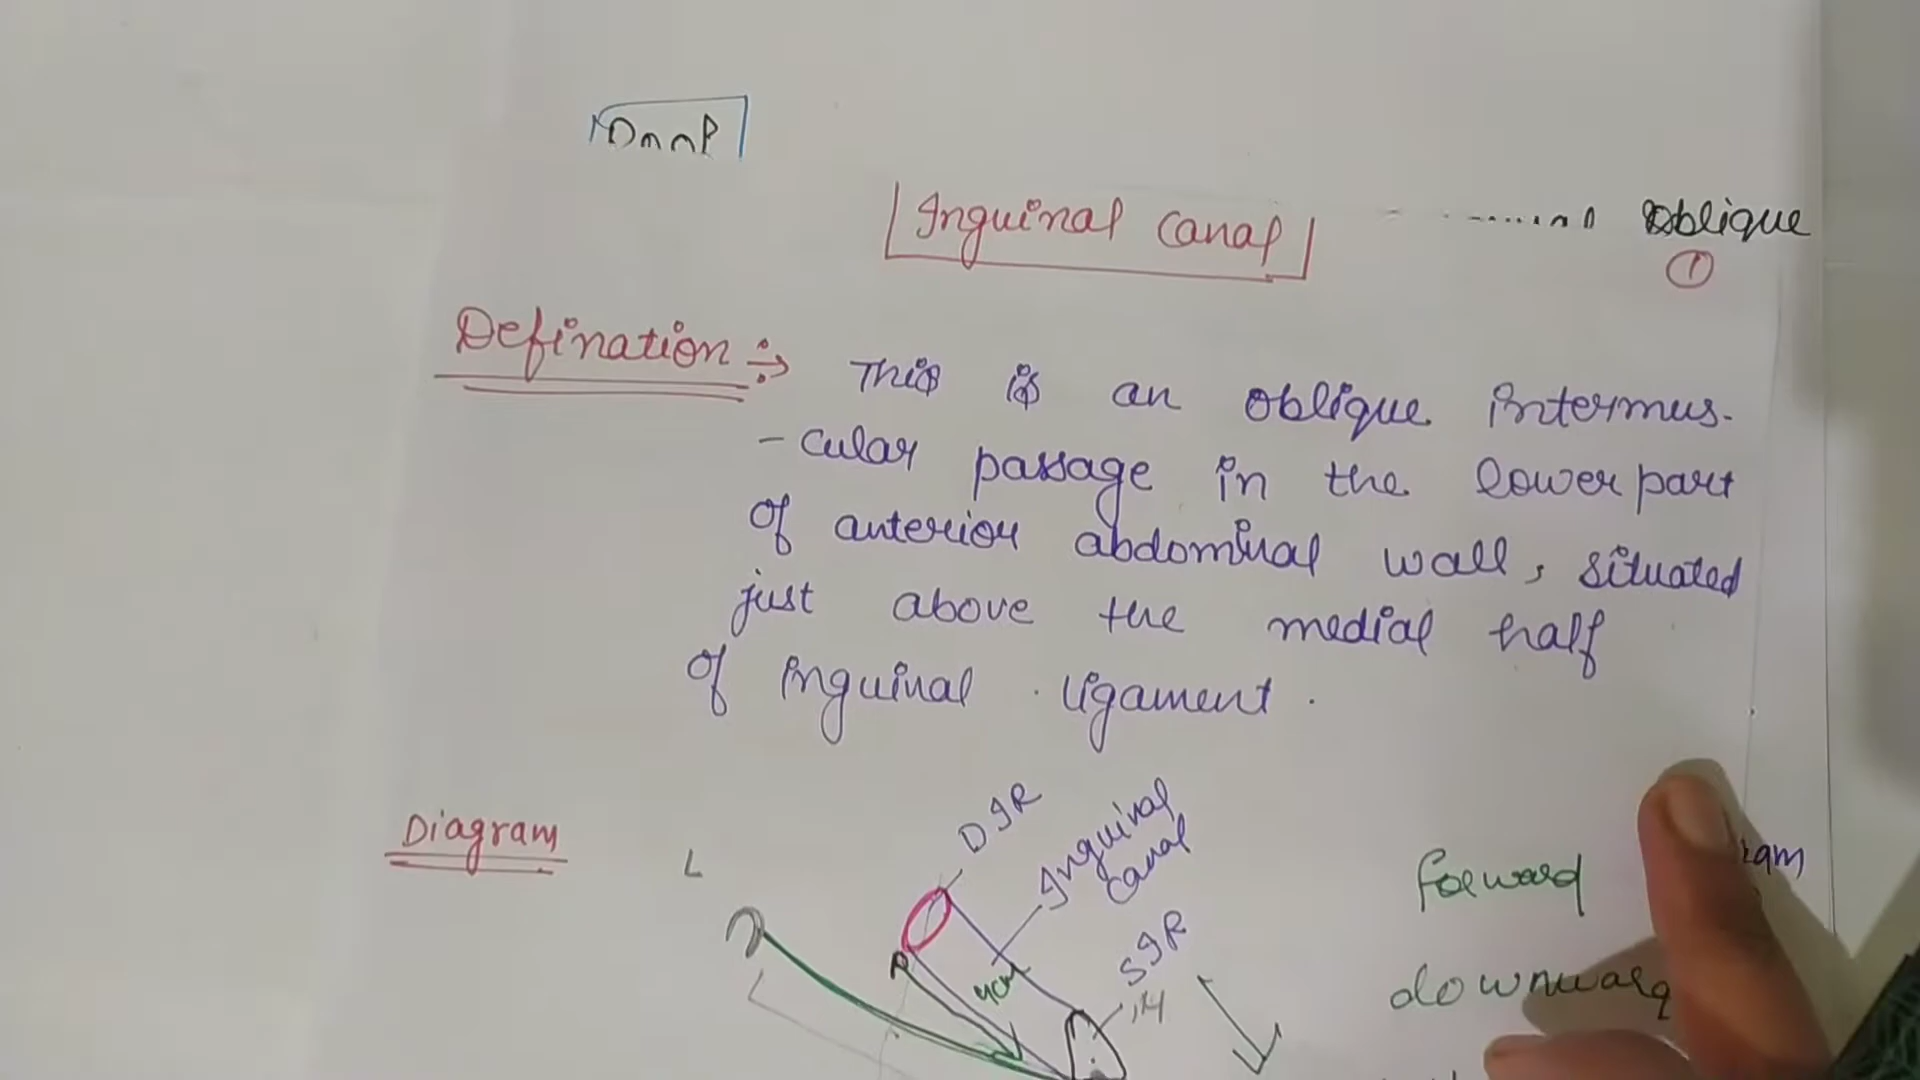 Inguinal Canal
Oblique
1
Defination :→ This is an oblique intermus-
-cular passage in the lower part
of anterior abdominal wall, situated
just above the medial half
of inguinal ligament.
Diagram
L
DIR
Inguinal
Canal
SIR
4cm
P
forward
downward